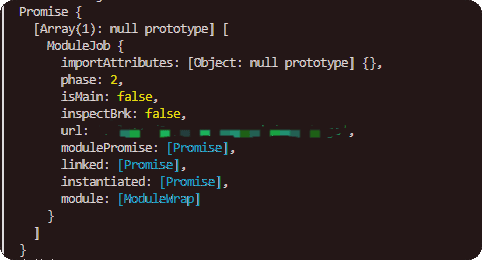 Promise {
  [Array(1): null prototype] [
    ModuleJob {
      importAttributes: [Object: null prototype] {},
      phase: 2,
      isMain: false,
      inspectBrk: false,
      url: ,
      modulePromise: [Promise],
      linked: [Promise],
      instantiated: [Promise],
      module: [ModuleWrap]
    }
  ]
}